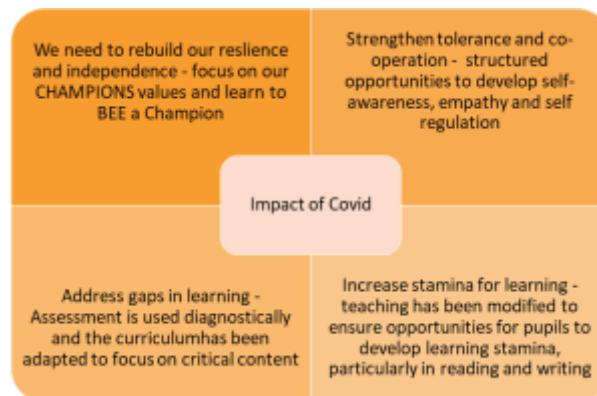 We need to rebuild our reslience
and independence - focus on our
CHAMPIONS values and learn to
BEE a Champion
Strengthen tolerance and co-
operation - structured
opportunities to develop self-
awareness, empathy and self
regulation
Impact of Covid
Address gaps in learning -
Assessment is used diagnostically
and the curriculumhas been
adapted to focus on critical content
Increase stamina for learning -
teaching has been modified to
ensure opportunities for pupils to
develop learning stamina,
particularly in reading and writing